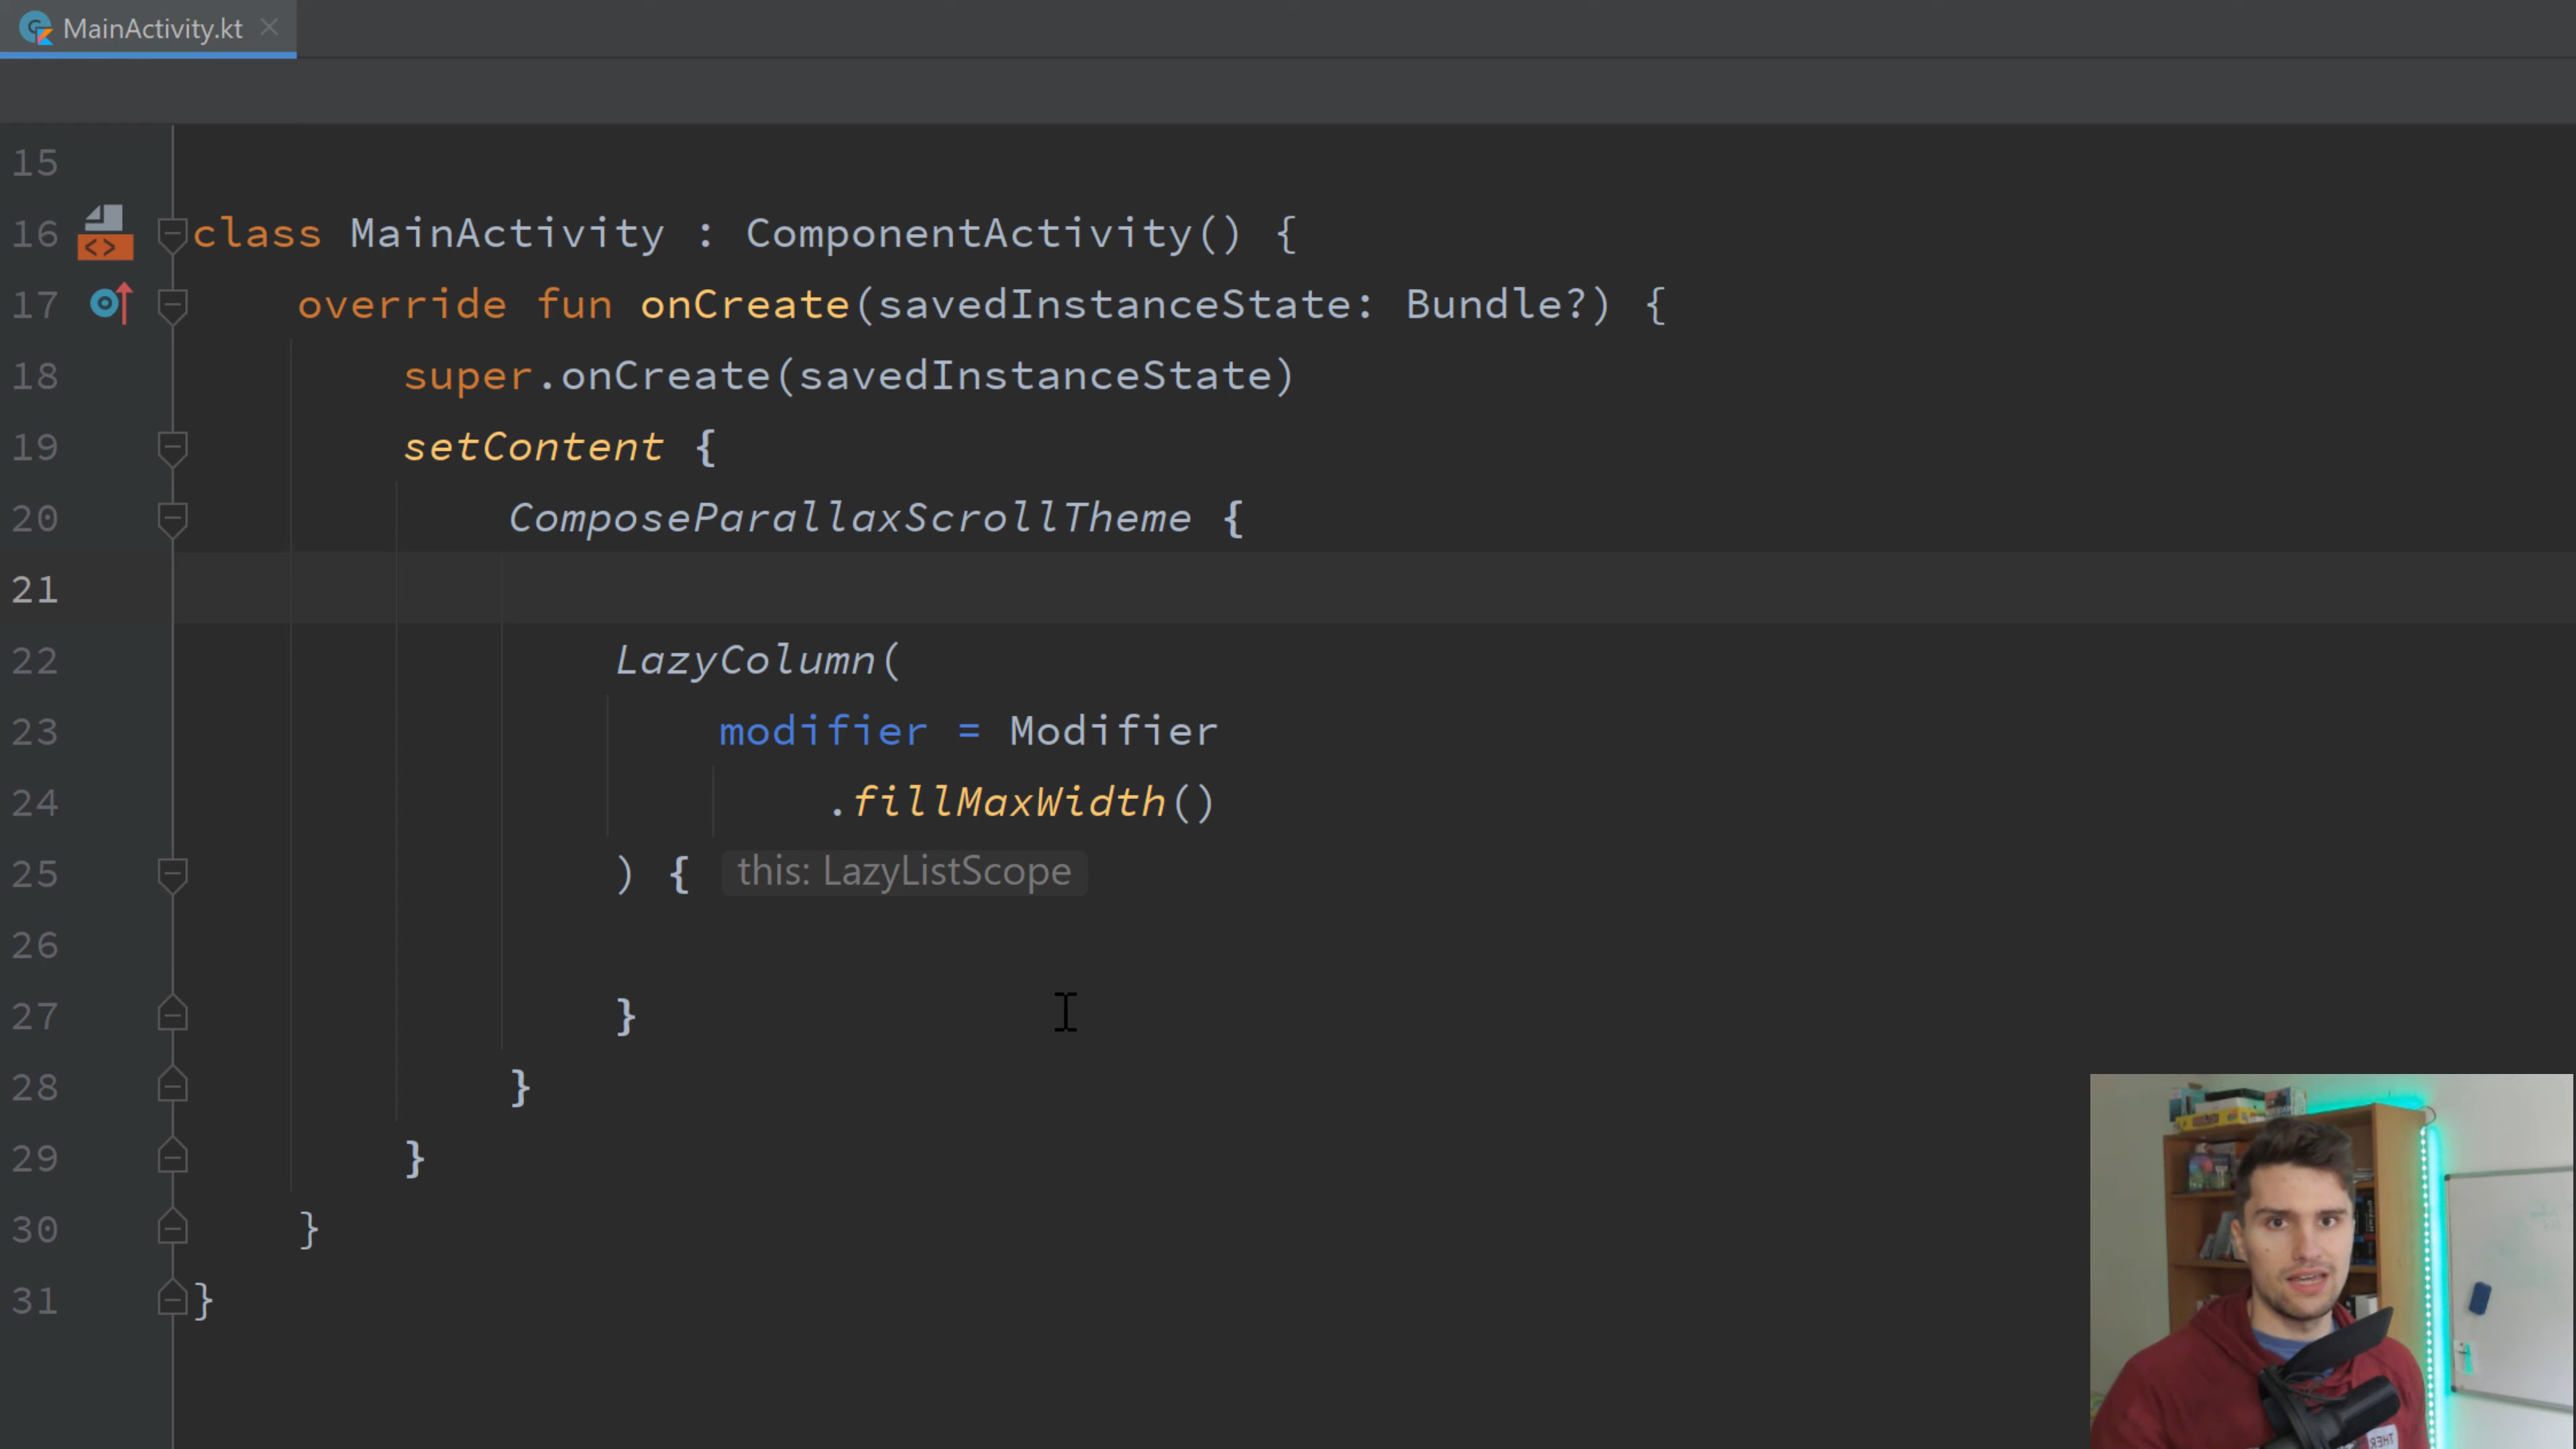 MainActivity.kt
15
16 class MainActivity : ComponentActivity() {
17 override fun onCreate(savedInstanceState: Bundle?) {
18 super.onCreate(savedInstanceState)
19 setContent {
20 ComposeParallaxScrollTheme {
21
22 LazyColumn(
23 modifier = Modifier
24 .fillMaxWidth()
25 ) { this: LazyListScope
26
27 }
28 }
29 }
30 }
31 }